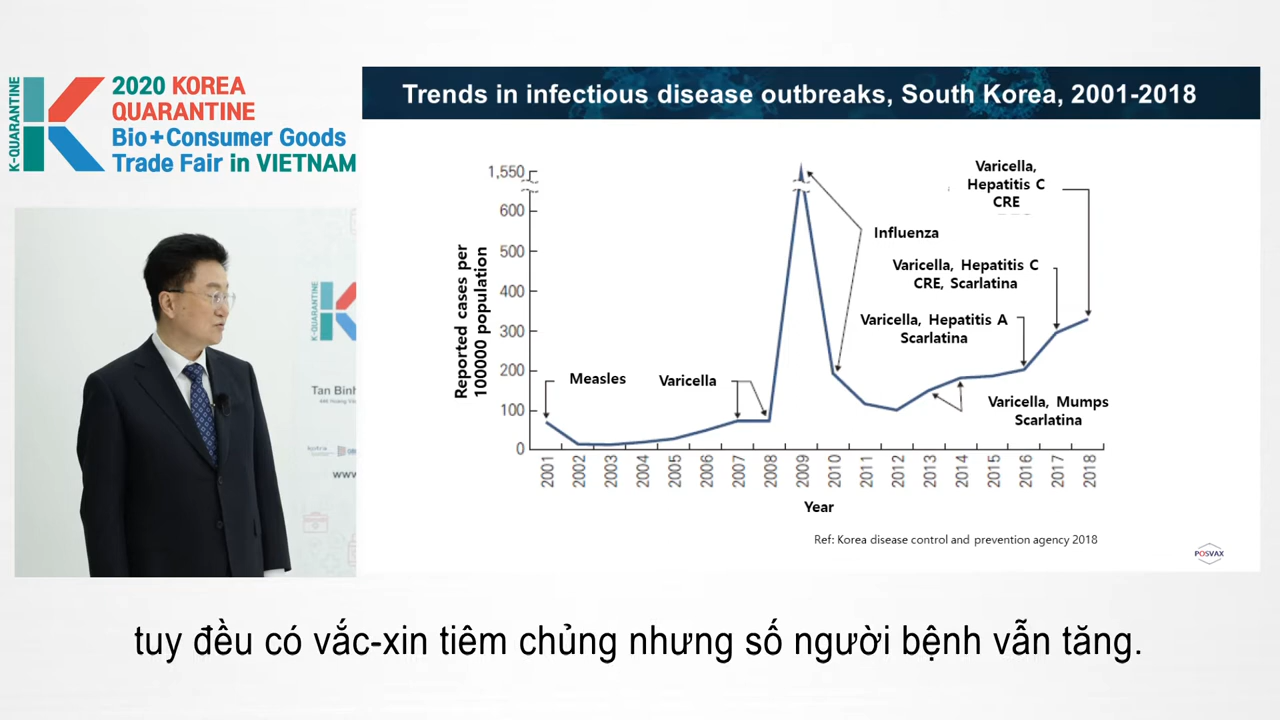 K-QUARANTINE
2020 KOREA
QUARANTINE
Bio+Consumer Goods
Trade Fair in VIETNAM
K-QUARANTINE
Tan Binh
www
Trends in infectious disease outbreaks, South Korea, 2001-2018
Reported cases per
100000 population
1,550
600
500
400
300
200
100
0
Measles
Varicella
Influenza
Varicella,
Hepatitis C
CRE
Varicella, Hepatitis C
CRE, Scarlatina
Varicella, Hepatitis A
Scarlatina
Varicella, Mumps
Scarlatina
2001 2002 2003 2004 2005 2006 2007 2008 2009 2010 2011 2012 2013 2014 2015 2016 2017 2018
Year
Ref: Korea disease control and prevention agency 2018
POSVAX
tuy đều có vắc-xin tiêm chủng nhưng số người bệnh vẫn tăng.